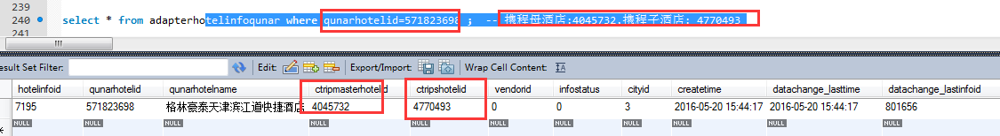 239
240 select * from adapterhotelinfoqunar where qunarhotelid=571823698 ; -- 携程母酒店:4045732.携程子酒店: 4770493
241
esult Set Filter: Edit: Export/Import: Wrap Cell Content:
hotelinfoid qunarhotelid qunarhotelname ctripmasterhotelid ctripshotelid vendorid infostatus cityid createtime datachange_lasttime datachange_lastinfoid
7195 571823698 格林豪泰天津滨江道快捷酒店 4045732 4770493 0 0 3 2016-05-20 15:44:17 2016-05-20 15:44:17 801656
NULL NULL NULL NULL NULL NULL NULL NULL NULL NULL NULL